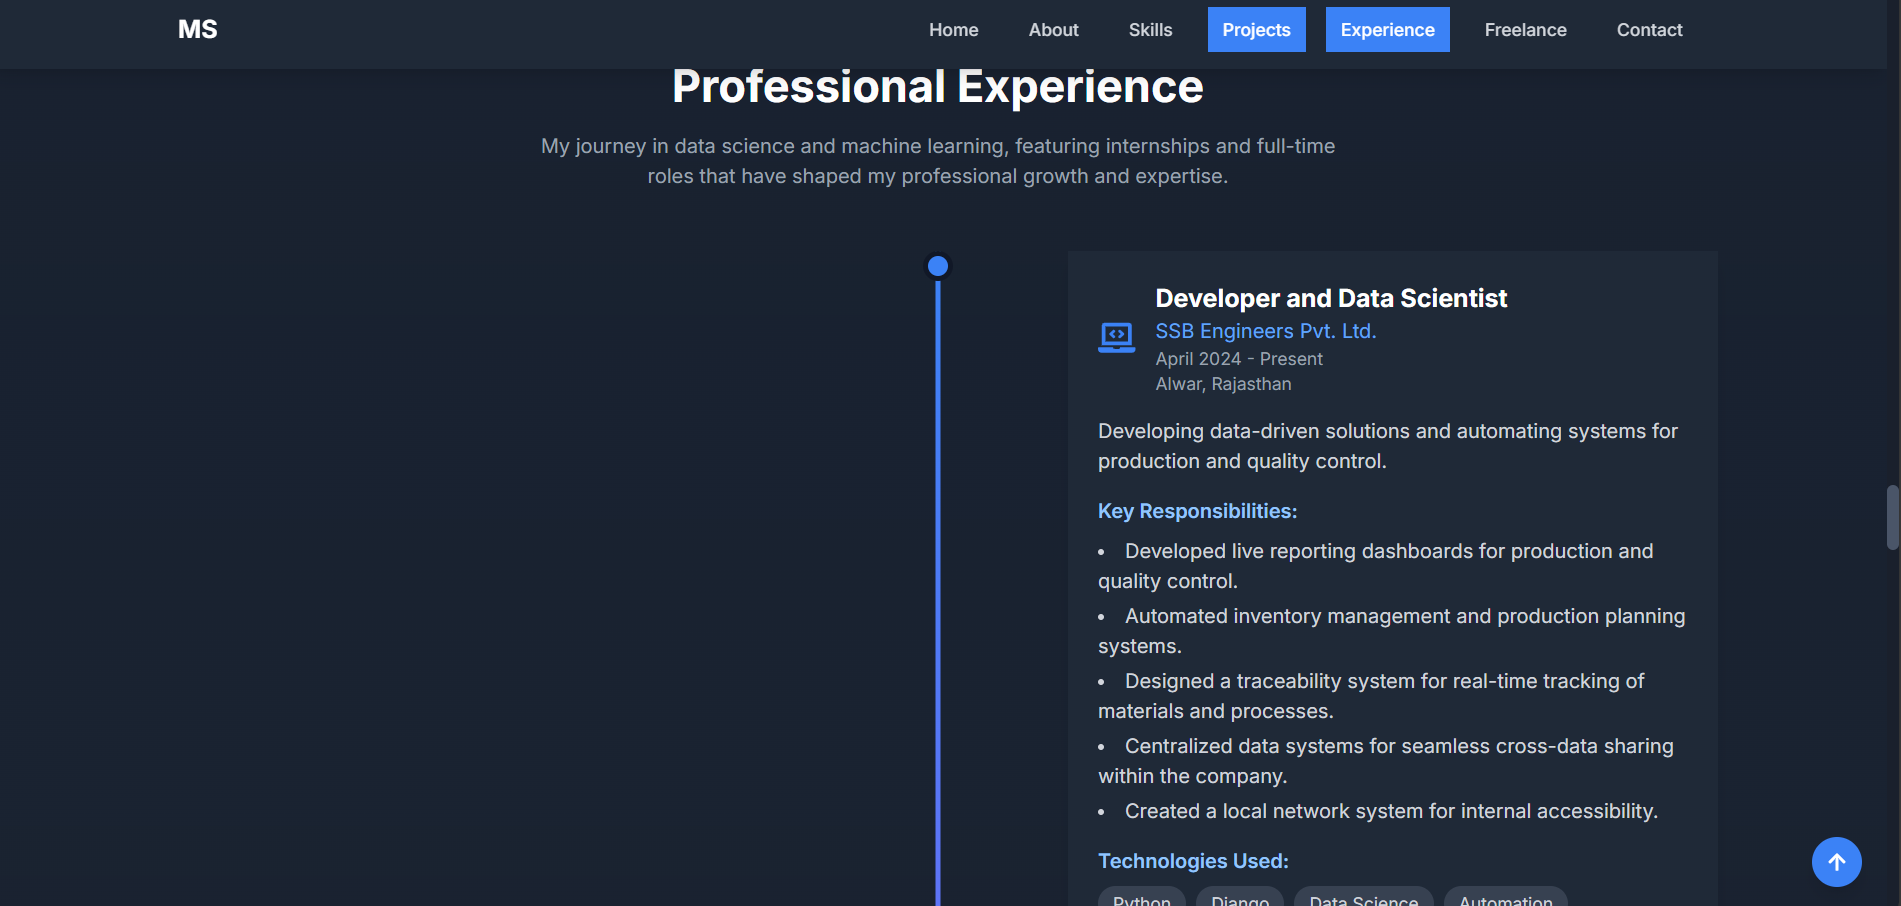 MS
Home About Skills Projects Experience Freelance Contact
Professional Experience
My journey in data science and machine learning, featuring internships and full-time
roles that have shaped my professional growth and expertise.
Developer and Data Scientist
SSB Engineers Pvt. Ltd.
April 2024 - Present
Alwar, Rajasthan
Developing data-driven solutions and automating systems for
production and quality control.
Key Responsibilities:
• Developed live reporting dashboards for production and
quality control.
• Automated inventory management and production planning
systems.
• Designed a traceability system for real-time tracking of
materials and processes.
• Centralized data systems for seamless cross-data sharing
within the company.
• Created a local network system for internal accessibility.
Technologies Used:
Python Django Data Science Automation